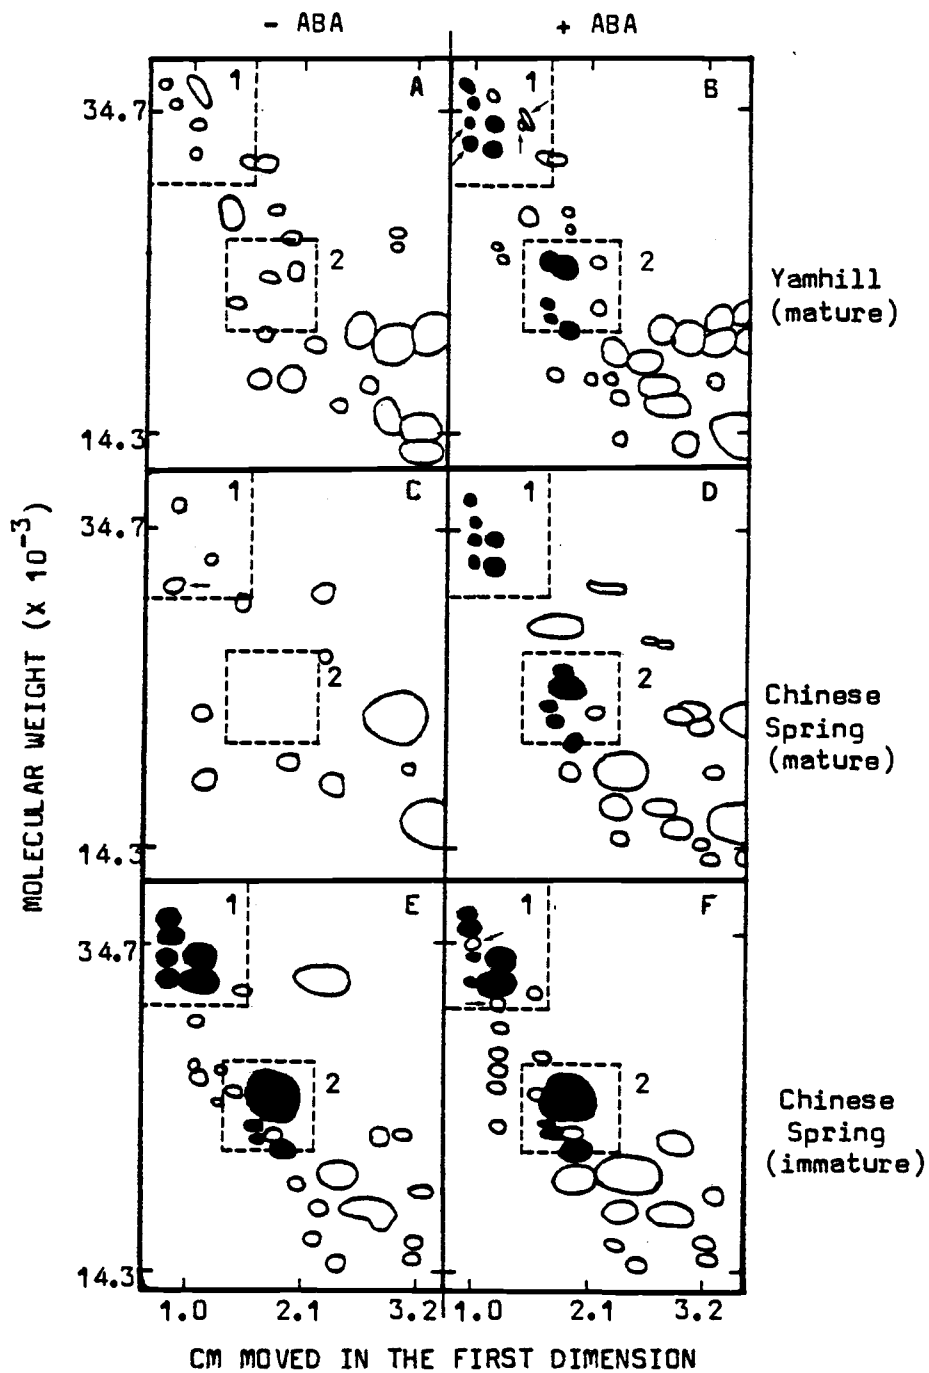 - ABA
+ ABA
1 A
1 B
34.7
2
2
Yamhill
(mature)
14.3
1 C
1 D
34.7
2
2
Chinese
Spring
(mature)
14.3
MOLECULAR WEIGHT (X 10⁻³)
1 E
1 F
34.7
2
2
Chinese
Spring
(immature)
14.3
1.0 2.1 3.2 1.0 2.1 3.2
CM MOVED IN THE FIRST DIMENSION